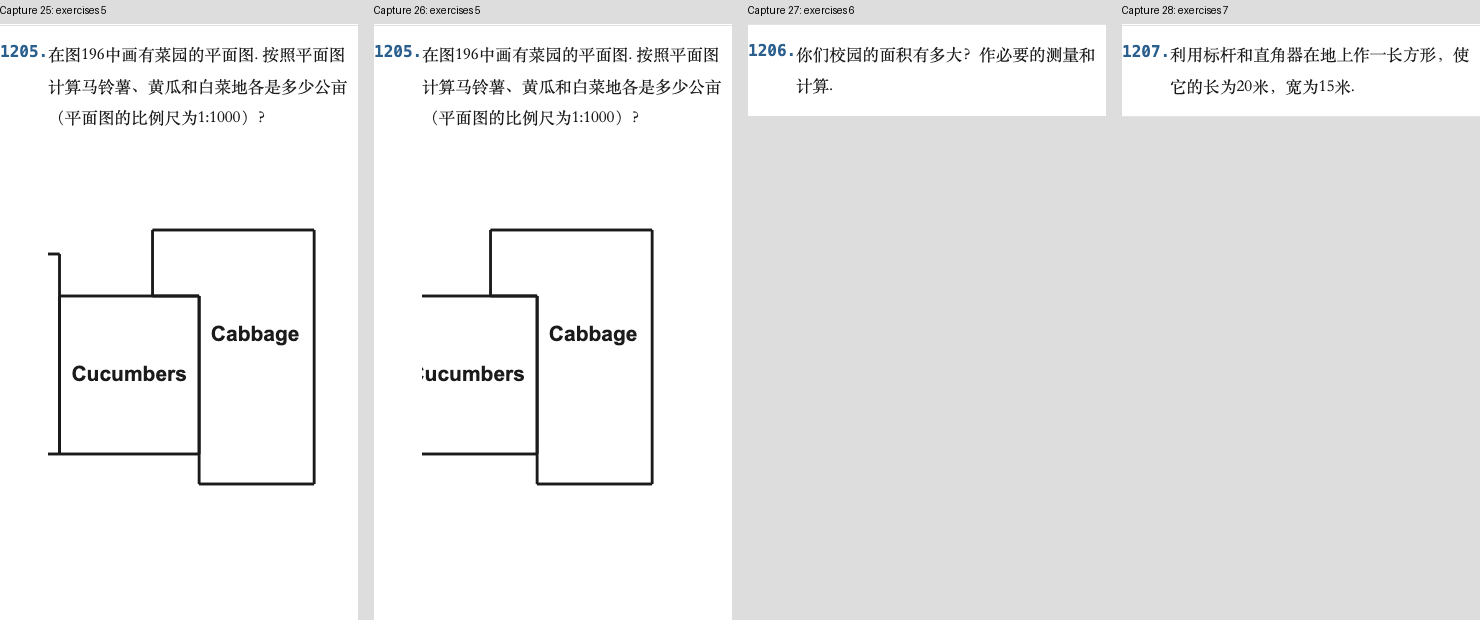 Capture 25: exercises 5
1205. 在图196中画有菜园的平面图. 按照平面图
计算马铃薯、黄瓜和白菜地各是多少公亩
（平面图的比例尺为1:1000）？
Cabbage
Cucumbers
Capture 26: exercises 5
1205. 在图196中画有菜园的平面图. 按照平面图
计算马铃薯、黄瓜和白菜地各是多少公亩
（平面图的比例尺为1:1000）？
Cabbage
ucumbers
Capture 27: exercises 6
1206. 你们校园的面积有多大？作必要的测量和
计算.
Capture 28: exercises 7
1207. 利用标杆和直角器在地上作一长方形，使
它的长为20米，宽为15米.